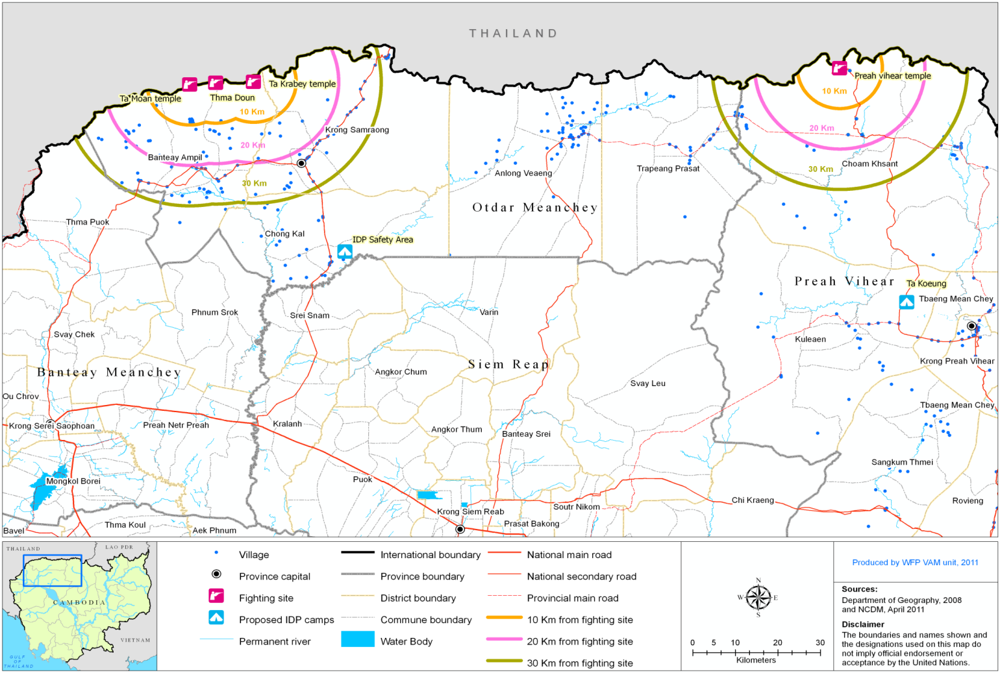 THAILAND
Ta Krabey temple
Ta Moan temple
Thma Doun
Preah vihear temple
10 Km
10 Km
20 Km
20 Km
30 Km
30 Km
Krong Samraong
Banteay Ampil
Anlong Veaeng
Trapeang Prasat
Choam Khsant
Otdar Meanchey
Thma Puok
Chong Kal
IDP Safety Area
Preah Vihear
Ta Koeung
Tbaeng Mean Chey
Phnum Srok
Srei Snam
Varin
Svay Chek
Kuleaen
Krong Preah Vihear
Banteay Meanchey
Siem Reap
Angkor Chum
Svay Leu
Ou Chrov
Tbaeng Mean Chey
Krong Serei Saophoan
Preah Netr Preah
Kralanh
Angkor Thum
Banteay Srei
Sangkum Thmei
Mongkol Borei
Puok
Chi Kraeng
Rovieng
Soutr Nikom
Krong Siem Reab
Prasat Bakong
Thma Koul
Bavel
Aek Phnum
THAILAND
LAO PDR
CAMBODIA
VIETNAM
GULF
OF
THAILAND
Village
Province capital
Fighting site
Proposed IDP camps
Permanent river
International boundary
Province boundary
District boundary
Commune boundary
Water Body
National main road
National secondary road
Provincial main road
10 Km from fighting site
20 Km from fighting site
30 Km from fighting site
N
W
E
S
0 5 10 20 30
Kilometers
Produced by WFP VAM unit, 2011
Sources:
Department of Geography, 2008
and NCDM, April 2011
Disclaimer
The boundaries and names shown and
the designations used on this map do
not imply official endorsement or
acceptance by the United Nations.